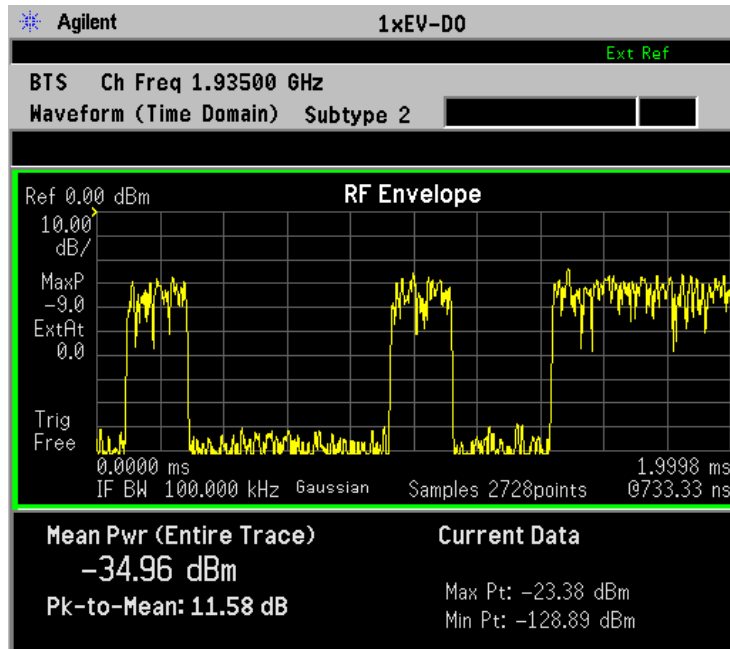 Agilent 1xEV-DO
Ext Ref
BTS Ch Freq 1.93500 GHz
Waveform (Time Domain) Subtype 2
Ref 0.00 dBm RF Envelope
10.00
dB/
MaxP
-9.0
ExtAt
0.0
Trig
Free
0.0000 ms 1.9998 ms
IF BW 100.000 kHz Gaussian Samples 2728points @733.33 ns
Mean Pwr (Entire Trace) Current Data
-34.96 dBm
Max Pt: -23.38 dBm
Pk-to-Mean: 11.58 dB
Min Pt: -128.89 dBm